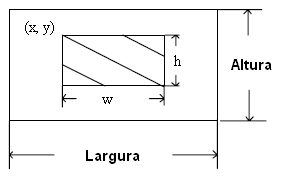 (x, y)
h
w
Altura
Largura